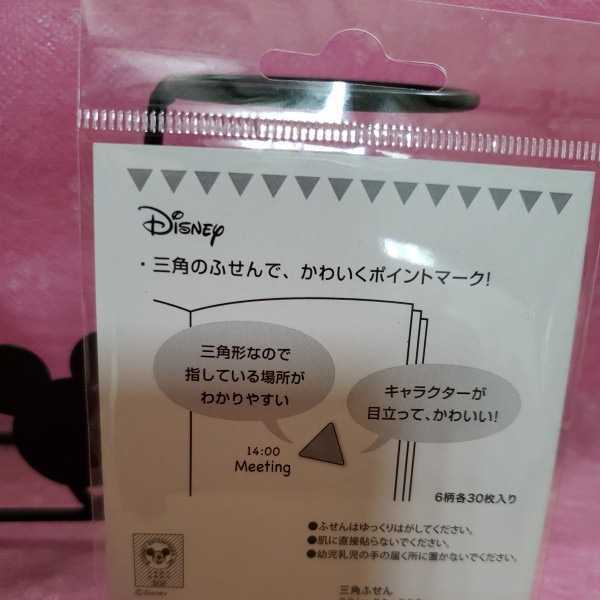 Disney
・三角のふせんで、かわいくポイントマーク!
三角形なので
指している場所が
わかりやすい
キャラクターが
目立って、かわいい!
14:00
Meeting
6柄各30枚入り
●ふせんはゆっくりはがしてください。
●肌に直接貼らないでください。
●幼児乳児の手の届く所に置かないでください。
©Disney
三角ふせん